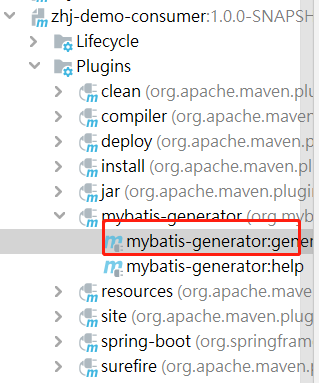 zhj-demo-consumer:1.0.0-SNAPSH
Lifecycle
Plugins
clean (org.apache.maven.plu
compiler (org.apache.maven.
deploy (org.apache.maven.pl
install (org.apache.maven.pl
jar (org.apache.maven.plugin
mybatis-generator (org.myb
mybatis-generator:gener
mybatis-generator:help
resources (org.apache.maven
site (org.apache.maven.plug
spring-boot (org.springfram
surefire (org.apache.maven.p